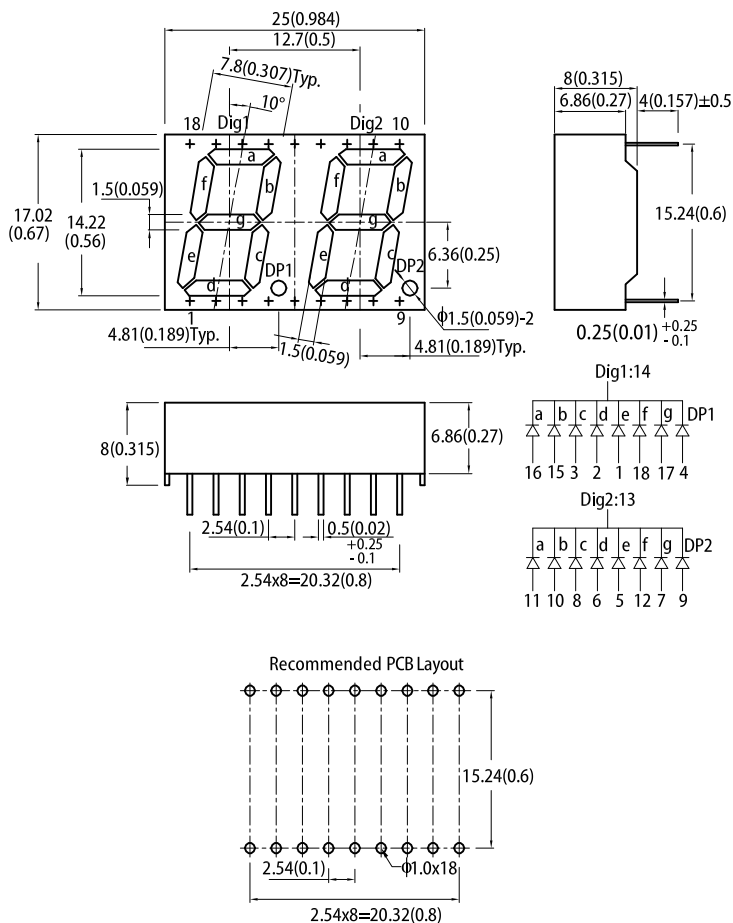 25(0.984)
12.7(0.5)
7.8(0.307)Typ.
10°
18 Dig1 Dig2 10
a a
f b f b
1.5(0.059)
17.02
(0.67)
14.22
(0.56)
g g
e c e c
6.36(0.25)
DP1 DP2
d d
1 9
ϕ1.5(0.059)-2
4.81(0.189)Typ.
1.5(0.059)
4.81(0.189)Typ.
8(0.315)
6.86(0.27)
4(0.157)±0.5
15.24(0.6)
0.25(0.01) +0.25
- 0.1
8(0.315)
6.86(0.27)
2.54(0.1)
0.5(0.02)
+0.25
- 0.1
2.54x8=20.32(0.8)
Dig1:14
a b c d e f g DP1
16 15 3 2 1 18 17 4
Dig2:13
a b c d e f g DP2
11 10 8 6 5 12 7 9
Recommended PCB Layout
15.24(0.6)
2.54(0.1)
ϕ1.0x18
2.54x8=20.32(0.8)